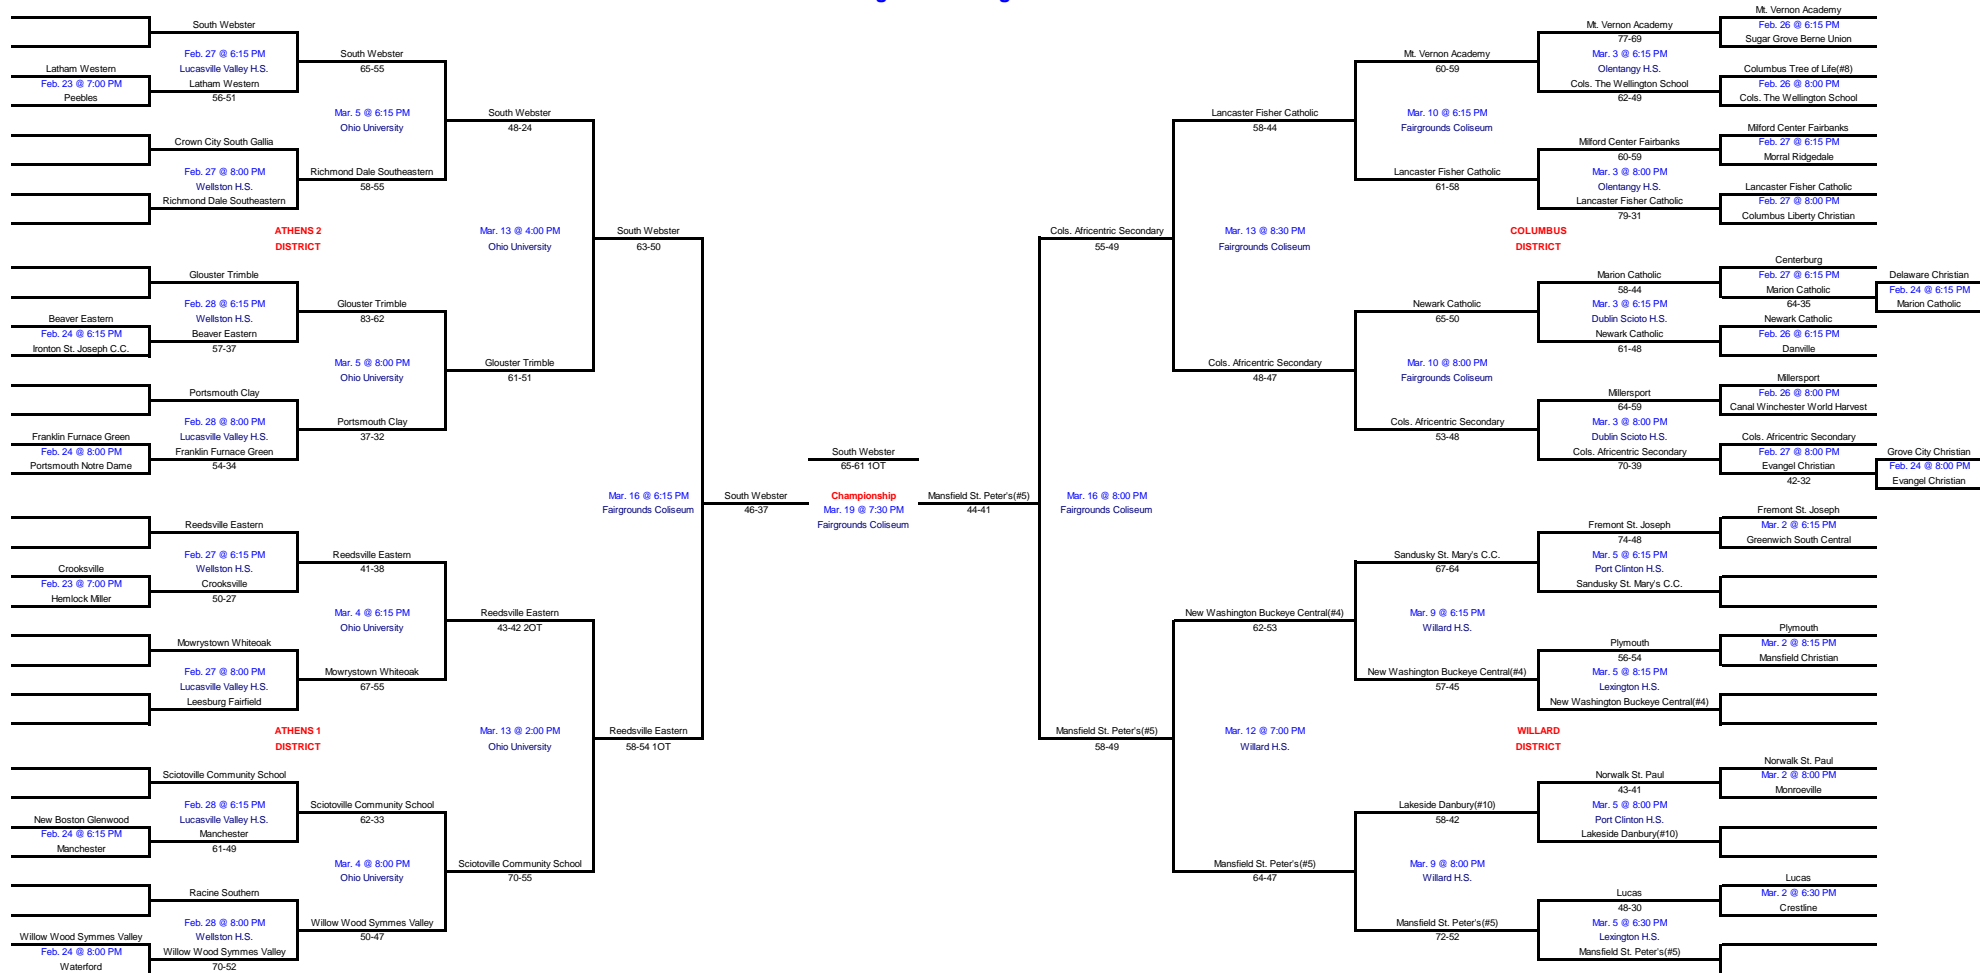 South Webster
Feb. 27 @ 6:15 PM
Lucasville Valley H.S.
Latham Western
Feb. 23 @ 7:00 PM
Peebles
Latham Western
56-51
South Webster
65-55
Mar. 5 @ 6:15 PM
Ohio University
Crown City South Gallia
Feb. 27 @ 8:00 PM
Wellston H.S.
Richmond Dale Southeastern
Richmond Dale Southeastern
58-55
South Webster
48-24
ATHENS 2
DISTRICT
Mar. 13 @ 4:00 PM
Ohio University
South Webster
63-50
Glouster Trimble
Feb. 28 @ 6:15 PM
Wellston H.S.
Beaver Eastern
Feb. 24 @ 6:15 PM
Ironton St. Joseph C.C.
Beaver Eastern
57-37
Glouster Trimble
83-62
Mar. 5 @ 8:00 PM
Ohio University
Glouster Trimble
61-51
Portsmouth Clay
Feb. 28 @ 8:00 PM
Lucasville Valley H.S.
Franklin Furnace Green
Feb. 24 @ 8:00 PM
Portsmouth Notre Dame
Franklin Furnace Green
54-34
Portsmouth Clay
37-32
Mar. 16 @ 6:15 PM
Fairgrounds Coliseum
South Webster
46-37
South Webster
65-61 1OT
Championship
Mar. 19 @ 7:30 PM
Fairgrounds Coliseum
Reedsville Eastern
Feb. 27 @ 6:15 PM
Wellston H.S.
Crooksville
Feb. 23 @ 7:00 PM
Hemlock Miller
Crooksville
50-27
Reedsville Eastern
41-38
Mar. 4 @ 6:15 PM
Ohio University
Reedsville Eastern
43-42 2OT
Mowrystown Whiteoak
Feb. 27 @ 8:00 PM
Lucasville Valley H.S.
Leesburg Fairfield
Mowrystown Whiteoak
67-55
ATHENS 1
DISTRICT
Mar. 13 @ 2:00 PM
Ohio University
Reedsville Eastern
58-54 1OT
Sciotoville Community School
Feb. 28 @ 6:15 PM
Lucasville Valley H.S.
New Boston Glenwood
Feb. 24 @ 6:15 PM
Manchester
Manchester
61-49
Sciotoville Community School
62-33
Mar. 4 @ 8:00 PM
Ohio University
Sciotoville Community School
70-55
Racine Southern
Feb. 28 @ 8:00 PM
Wellston H.S.
Willow Wood Symmes Valley
Feb. 24 @ 8:00 PM
Waterford
Willow Wood Symmes Valley
70-52
Willow Wood Symmes Valley
50-47
Mt. Vernon Academy
Feb. 26 @ 6:15 PM
Sugar Grove Berne Union
Mt. Vernon Academy
77-69
Mar. 3 @ 6:15 PM
Olentangy H.S.
Cols. The Wellington School
62-49
Columbus Tree of Life(#8)
Feb. 26 @ 8:00 PM
Cols. The Wellington School
Mt. Vernon Academy
60-59
Mar. 10 @ 6:15 PM
Fairgrounds Coliseum
Lancaster Fisher Catholic
58-44
Milford Center Fairbanks
Feb. 27 @ 6:15 PM
Morral Ridgedale
Milford Center Fairbanks
60-59
Mar. 3 @ 8:00 PM
Olentangy H.S.
Lancaster Fisher Catholic
79-31
Lancaster Fisher Catholic
Feb. 27 @ 8:00 PM
Columbus Liberty Christian
Lancaster Fisher Catholic
61-58
Cols. Africentric Secondary
55-49
Mar. 13 @ 8:30 PM
Fairgrounds Coliseum
COLUMBUS
DISTRICT
Centerburg
Feb. 27 @ 6:15 PM
Marion Catholic
64-35
Delaware Christian
Feb. 24 @ 6:15 PM
Marion Catholic
Marion Catholic
58-44
Mar. 3 @ 6:15 PM
Dublin Scioto H.S.
Newark Catholic
61-48
Newark Catholic
Feb. 26 @ 6:15 PM
Danville
Newark Catholic
65-50
Mar. 10 @ 8:00 PM
Fairgrounds Coliseum
Cols. Africentric Secondary
48-47
Millersport
Feb. 26 @ 8:00 PM
Canal Winchester World Harvest
Millersport
64-59
Mar. 3 @ 8:00 PM
Dublin Scioto H.S.
Cols. Africentric Secondary
70-39
Cols. Africentric Secondary
Feb. 27 @ 8:00 PM
Evangel Christian
42-32
Grove City Christian
Feb. 24 @ 8:00 PM
Evangel Christian
Cols. Africentric Secondary
53-48
Mansfield St. Peter's(#5)
44-41
Mar. 16 @ 8:00 PM
Fairgrounds Coliseum
Fremont St. Joseph
Mar. 2 @ 6:15 PM
Greenwich South Central
Fremont St. Joseph
74-48
Mar. 5 @ 6:15 PM
Port Clinton H.S.
Sandusky St. Mary's C.C.
Sandusky St. Mary's C.C.
67-64
Mar. 9 @ 6:15 PM
Willard H.S.
New Washington Buckeye Central(#4)
62-53
Plymouth
Mar. 2 @ 8:15 PM
Mansfield Christian
Plymouth
56-54
Mar. 5 @ 8:15 PM
Lexington H.S.
New Washington Buckeye Central(#4)
New Washington Buckeye Central(#4)
57-45
Mansfield St. Peter's(#5)
58-49
Mar. 12 @ 7:00 PM
Willard H.S.
WILLARD
DISTRICT
Norwalk St. Paul
Mar. 2 @ 8:00 PM
Monroeville
Norwalk St. Paul
43-41
Mar. 5 @ 8:00 PM
Port Clinton H.S.
Lakeside Danbury(#10)
Lakeside Danbury(#10)
58-42
Mar. 9 @ 8:00 PM
Willard H.S.
Mansfield St. Peter's(#5)
64-47
Lucas
Mar. 2 @ 6:30 PM
Crestline
Lucas
48-30
Mar. 5 @ 6:30 PM
Lexington H.S.
Mansfield St. Peter's(#5)
Mansfield St. Peter's(#5)
72-52